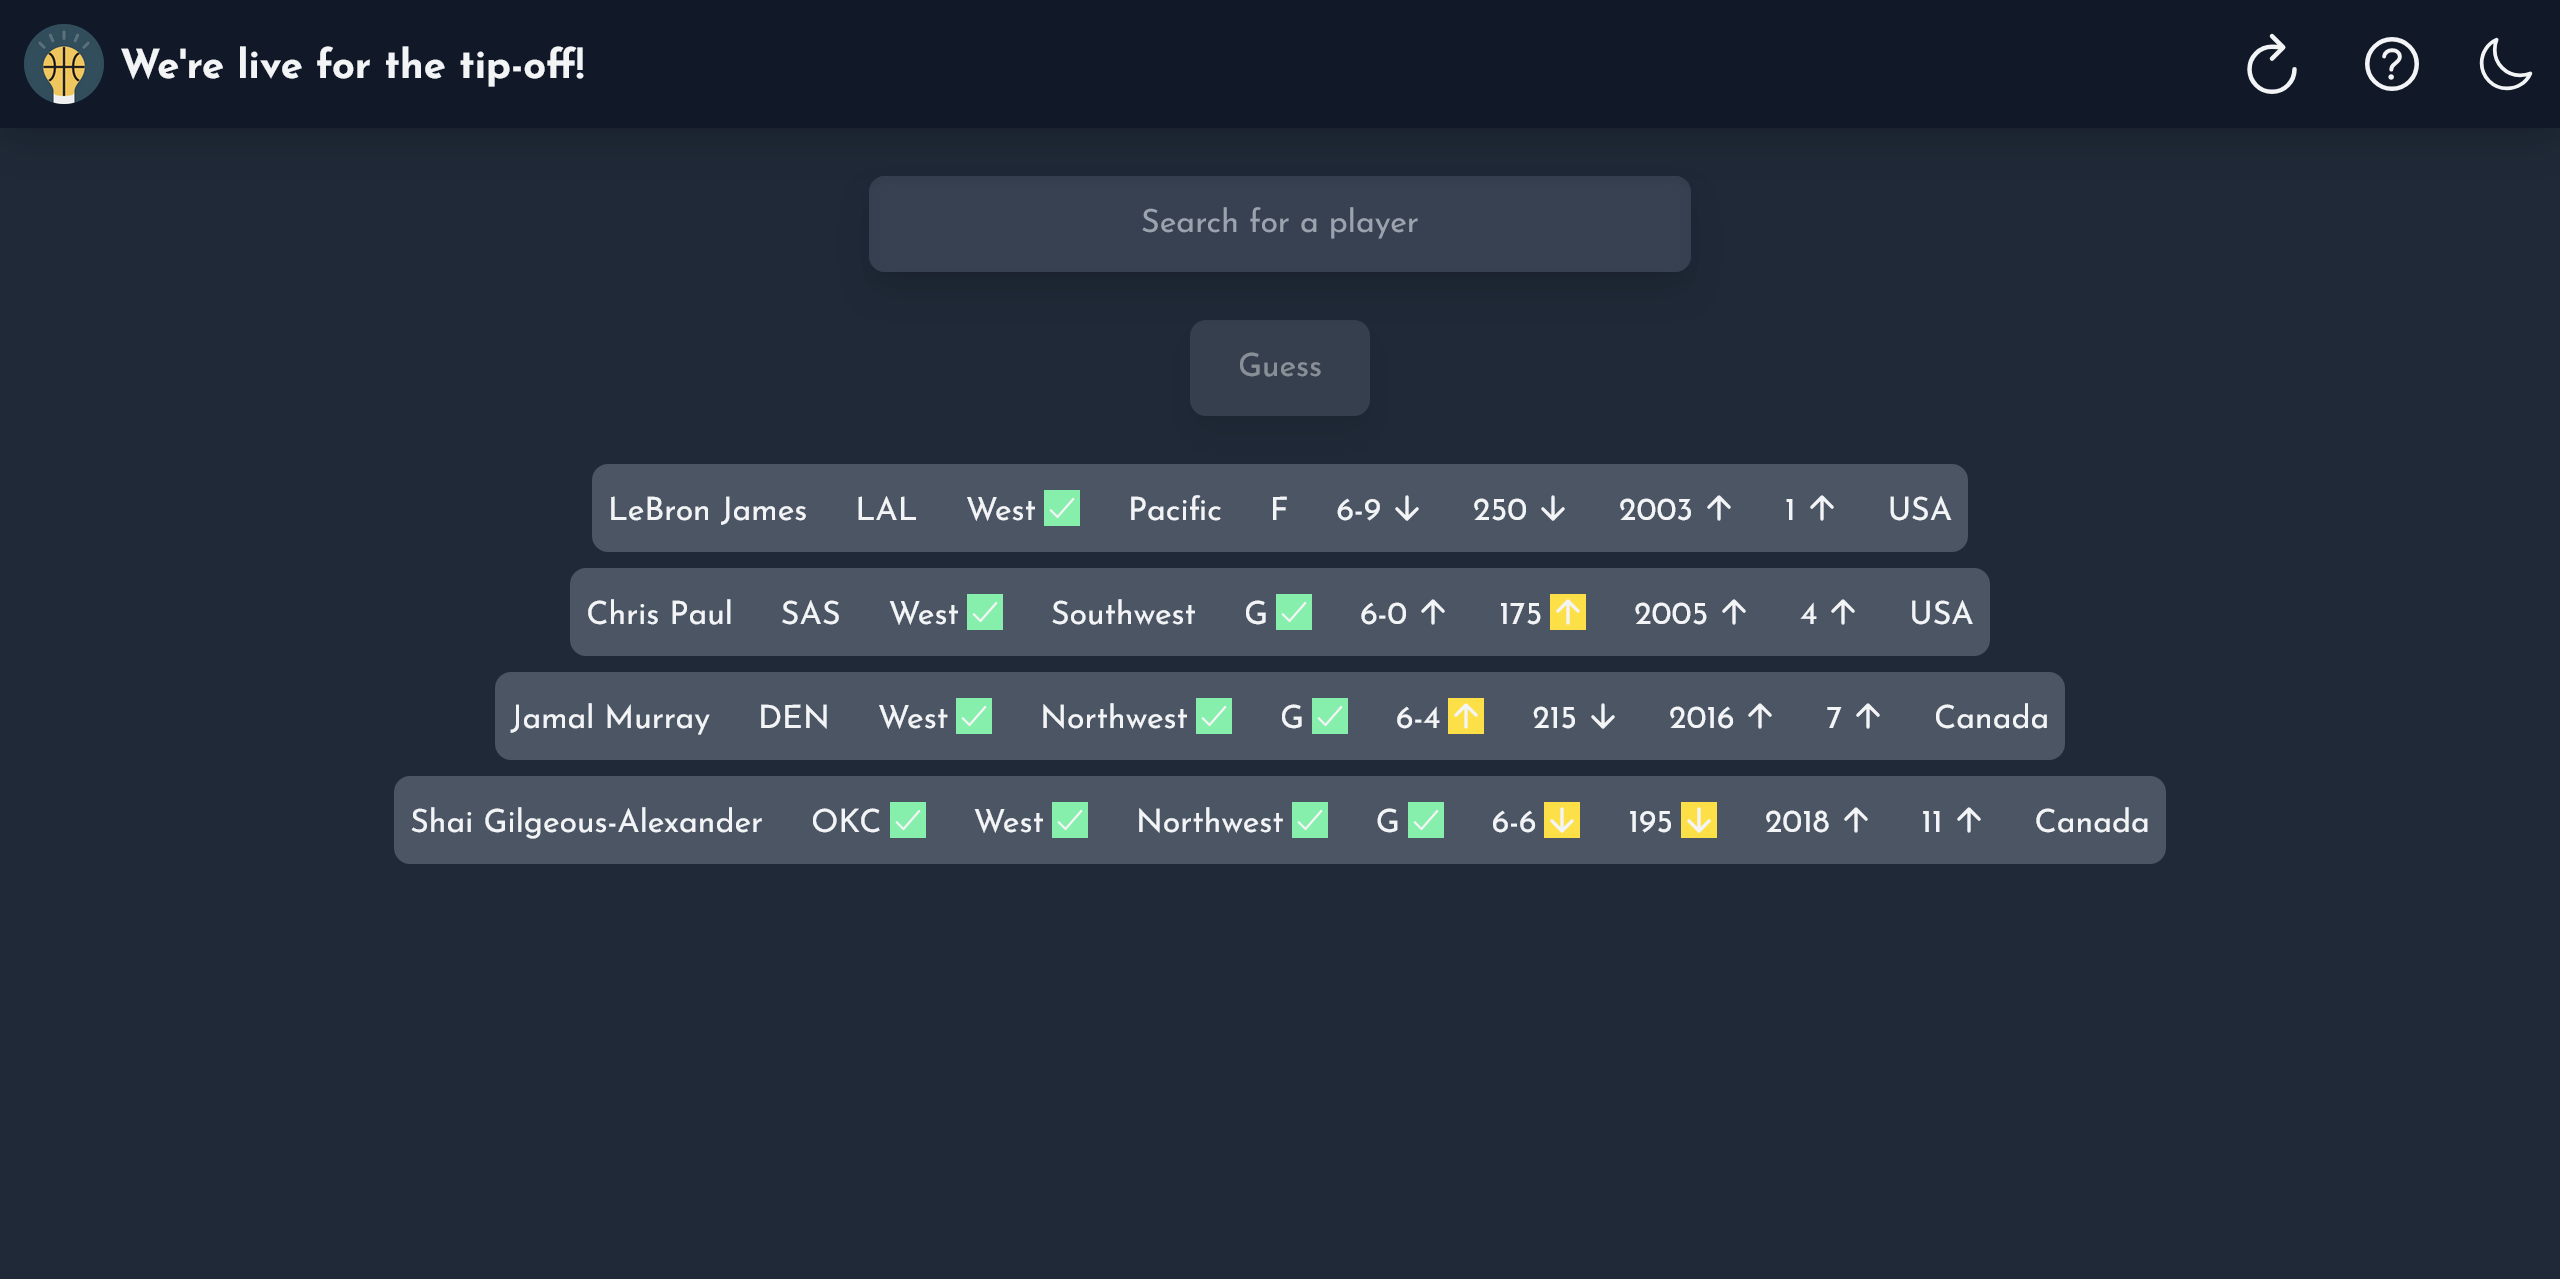 We're live for the tip-off!
Search for a player
Guess
LeBron James LAL West ✓ Pacific F 6-9 ↓ 250 ↓ 2003 ↑ 1 ↑ USA
Chris Paul SAS West ✓ Southwest G ✓ 6-0 ↑ 175 ↑ 2005 ↑ 4 ↑ USA
Jamal Murray DEN West ✓ Northwest ✓ G ✓ 6-4 ↑ 215 ↓ 2016 ↑ 7 ↑ Canada
Shai Gilgeous-Alexander OKC ✓ West ✓ Northwest ✓ G ✓ 6-6 ↓ 195 ↓ 2018 ↑ 11 ↑ Canada